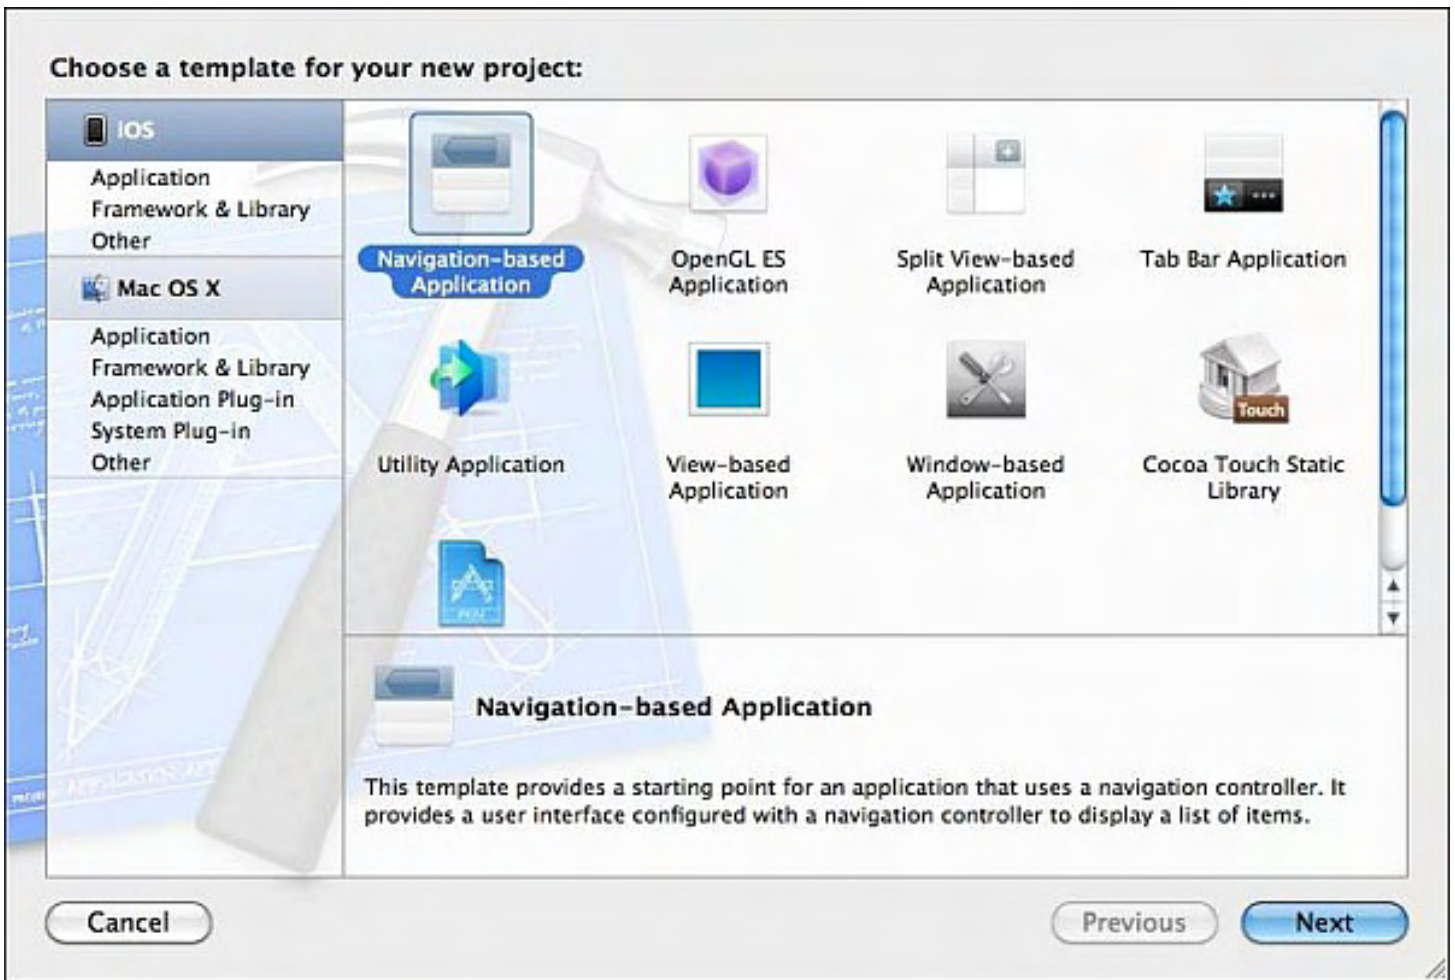 Choose a template for your new project:
iOS
Application
Framework & Library
Other
Mac OS X
Application
Framework & Library
Application Plug-in
System Plug-in
Other
Navigation-based
Application
OpenGL ES
Application
Split View-based
Application
Tab Bar Application
Utility Application
View-based
Application
Window-based
Application
Touch
Cocoa Touch Static
Library
Navigation-based Application
This template provides a starting point for an application that uses a navigation controller. It
provides a user interface configured with a navigation controller to display a list of items.
Cancel
Previous
Next